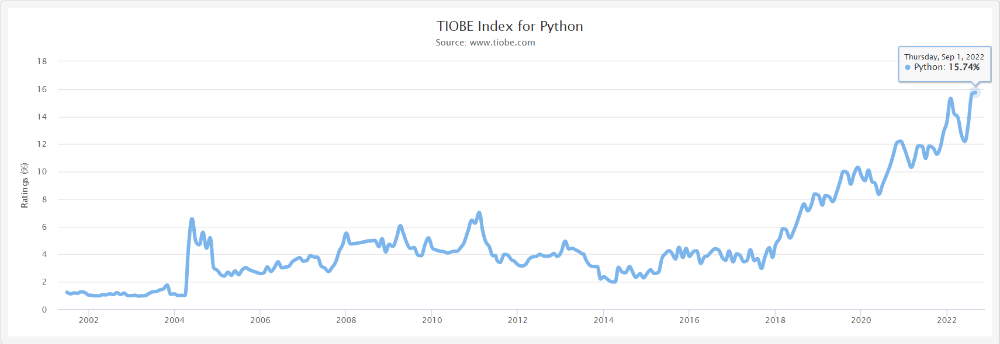 TIOBE Index for Python
Source: www.tiobe.com
Thursday, Sep 1, 2022
Python: 15.74%
Ratings (%)
18
16
14
12
10
8
6
4
2
0
2002 2004 2006 2008 2010 2012 2014 2016 2018 2020 2022